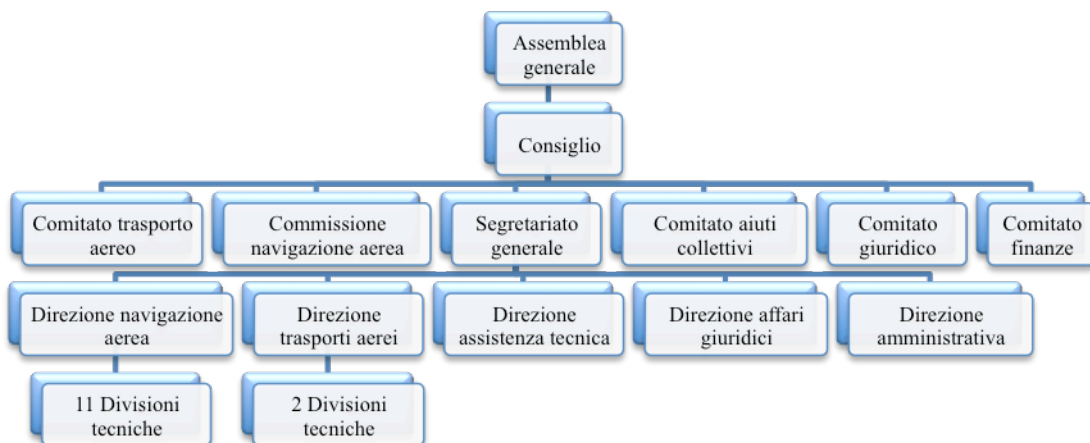 Assemblea
generale
Consiglio
Comitato trasporto
aereo
Commissione
navigazione aerea
Segretariato
generale
Comitato aiuti
collettivi
Comitato
giuridico
Comitato
finanze
Direzione navigazione
aerea
Direzione
trasporti aerei
Direzione
assistenza tecnica
Direzione affari
giuridici
Direzione
amministrativa
11 Divisioni
tecniche
2 Divisioni
tecniche